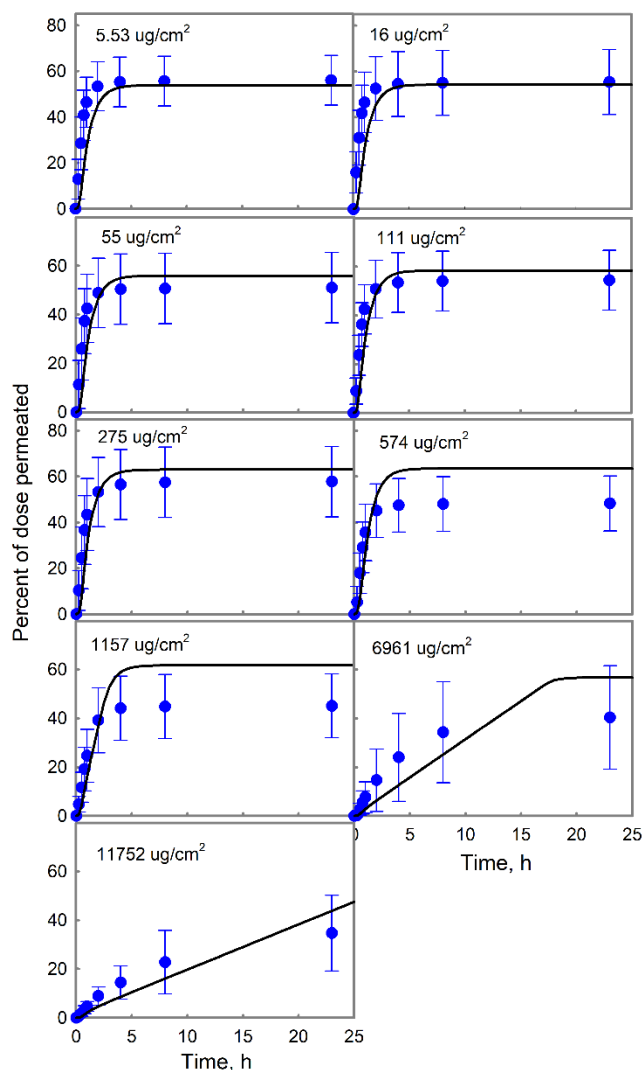 5.53 ug/cm²
16 ug/cm²
80
60
40
20
0
55 ug/cm²
111 ug/cm²
60
40
20
0
Percent of dose permeated
275 ug/cm²
574 ug/cm²
60
40
20
0
1157 ug/cm²
6961 ug/cm²
60
40
20
0
0 5 10 15 20 25
Time, h
11752 ug/cm²
60
40
20
0
0 5 10 15 20 25
Time, h